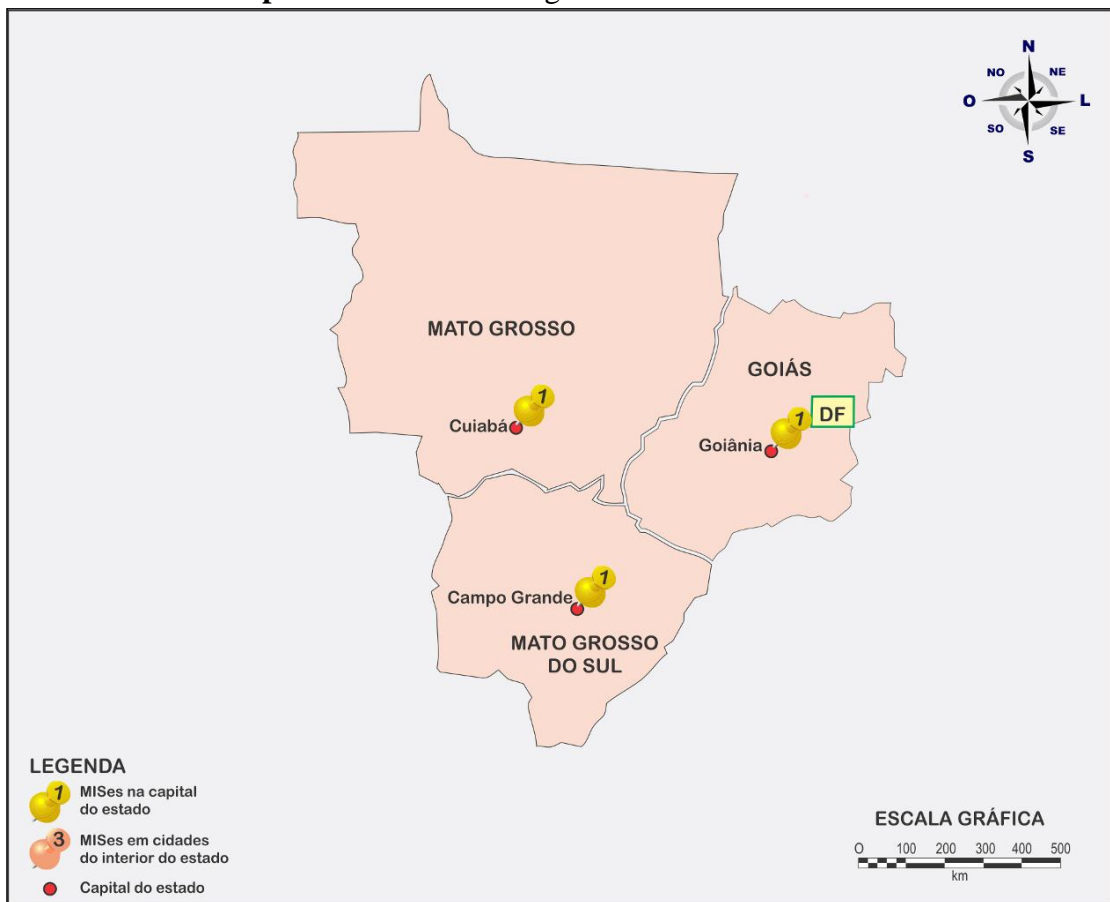 N
NO
NE
O
L
SO
SE
S
MATO GROSSO
GOIÁS
1
Cuiabá
1
DF
Goiânia
1
Campo Grande
MATO GROSSO
DO SUL
LEGENDA
1
MISes na capital
do estado
3
MISes em cidades
do interior do estado
Capital do estado
ESCALA GRÁFICA
O 100 200 300 400 500
km